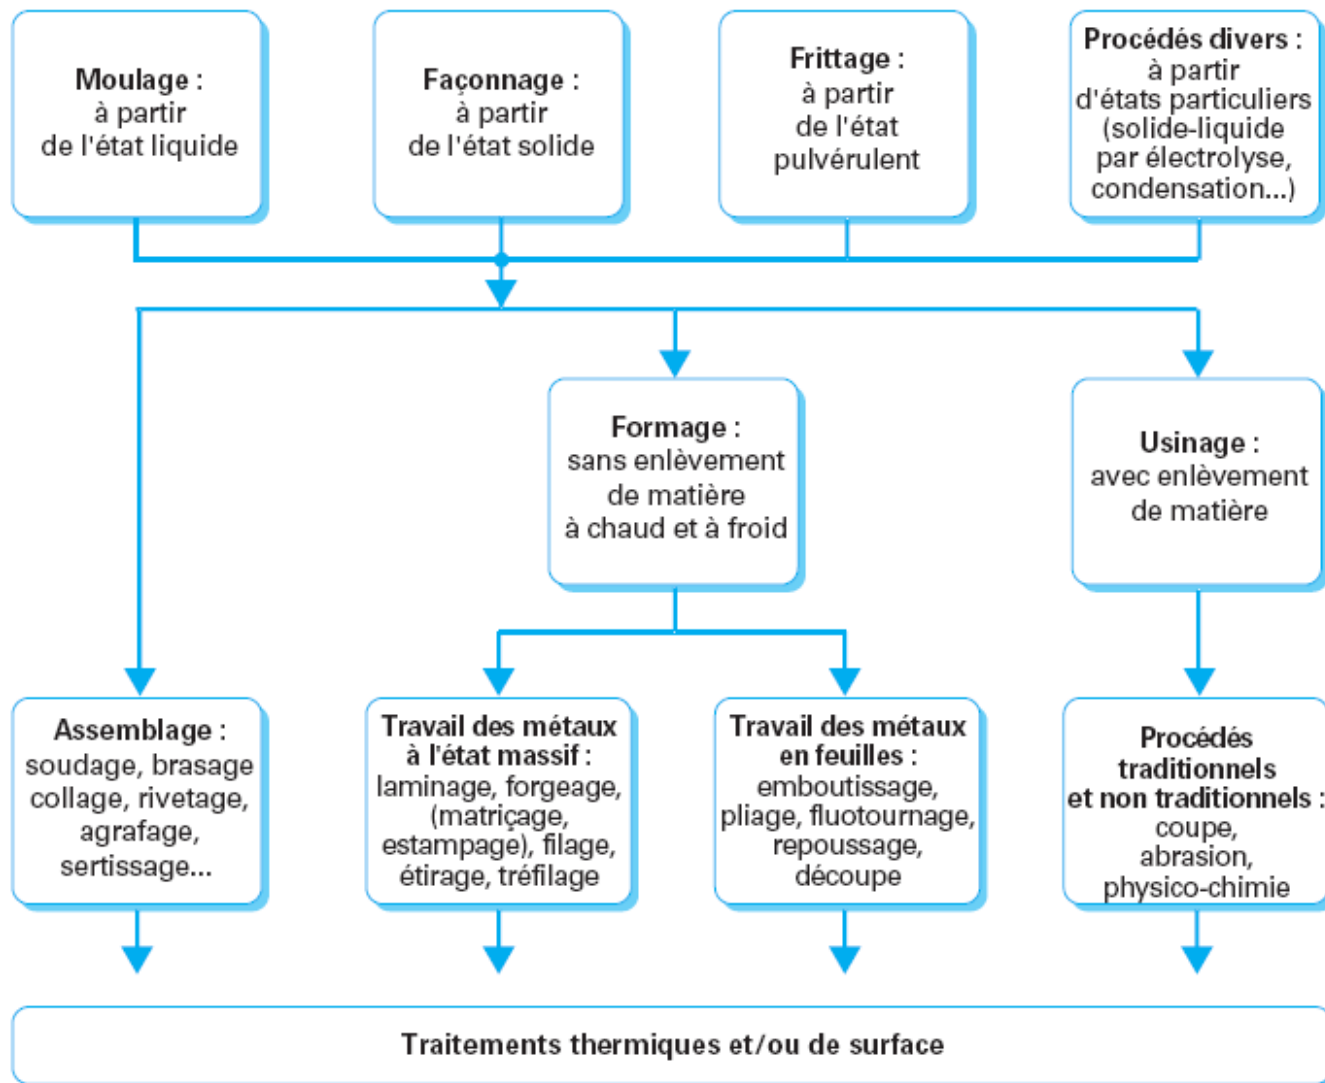 Moulage :
à partir
de l'état liquide
Façonnage :
à partir
de l'état solide
Frittage :
à partir
de l'état
pulvérulent
Procédés divers :
à partir
d'états particuliers
(solide-liquide
par électrolyse,
condensation...)
Formage :
sans enlèvement
de matière
à chaud et à froid
Usinage :
avec enlèvement
de matière
Assemblage :
soudage, brasage
collage, rivetage,
agrafage,
sertissage...
Travail des métaux
à l'état massif :
laminage, forgeage,
(matriçage,
estampage), filage,
étirage, tréfilage
Travail des métaux
en feuilles :
emboutissage,
pliage, fluotournage,
repoussage,
découpe
Procédés
traditionnels
et non traditionnels :
coupe,
abrasion,
physico-chimie
Traitements thermiques et/ou de surface